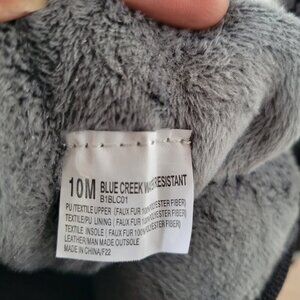 10M BLUE CREEK WATER RESISTANT
B1BLC01
PU/TEXTILE UPPER (FAUX FUR 100% POLYESTER FIBER)
TEXTILE/PU LINING (FAUX FUR 100% POLYESTER FIBER)
TEXTILE INSOLE (FAUX FUR 100% POLYESTER FIBER)
LEATHER/MAN MADE OUTSOLE
MADE IN CHINA/F22